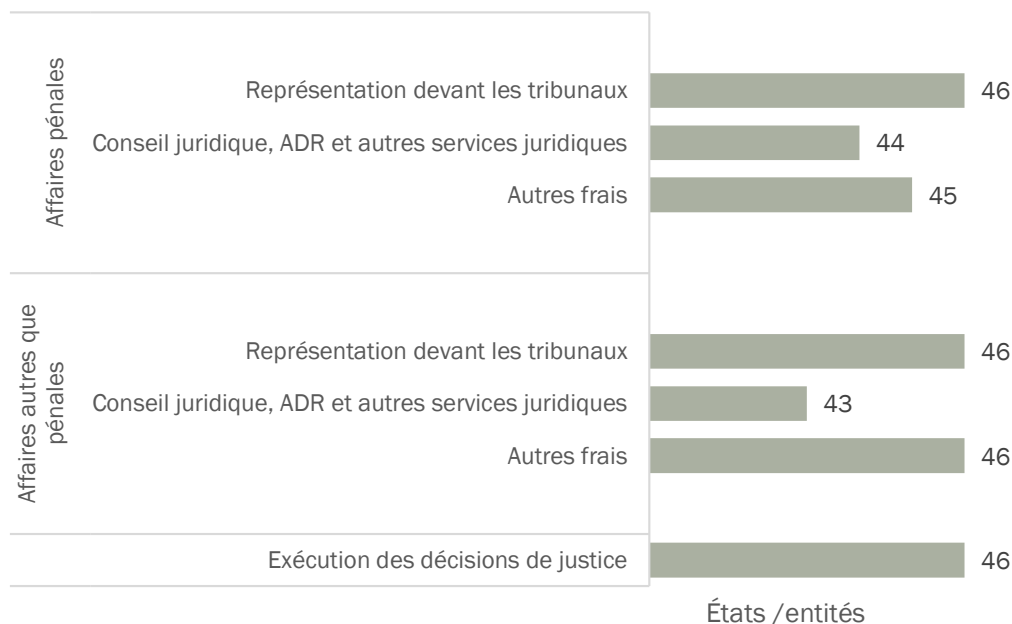 Affaires pénales
Représentation devant les tribunaux 46
Conseil juridique, ADR et autres services juridiques 44
Autres frais 45
Affaires autres que
pénales
Représentation devant les tribunaux 46
Conseil juridique, ADR et autres services juridiques 43
Autres frais 46
Exécution des décisions de justice 46
États /entités